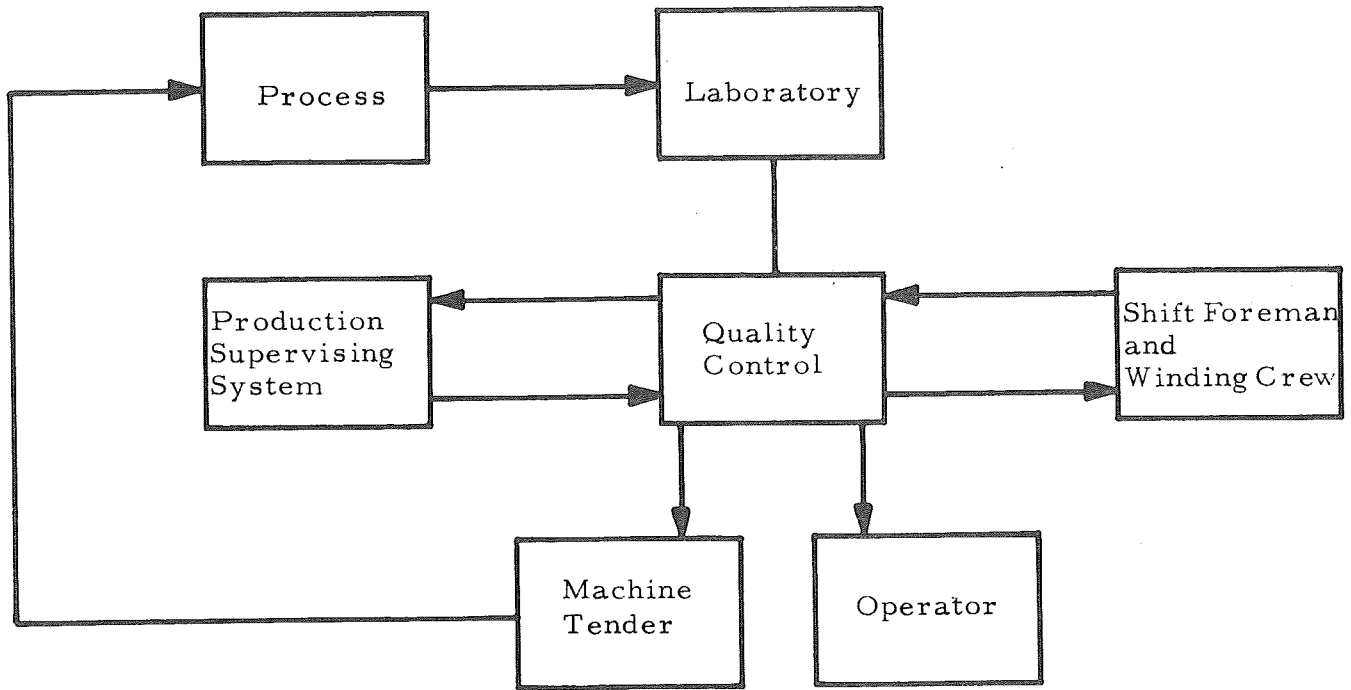 Process
Laboratory
Production
Supervising
System
Quality
Control
Shift Foreman
and
Winding Crew
Machine
Tender
Operator